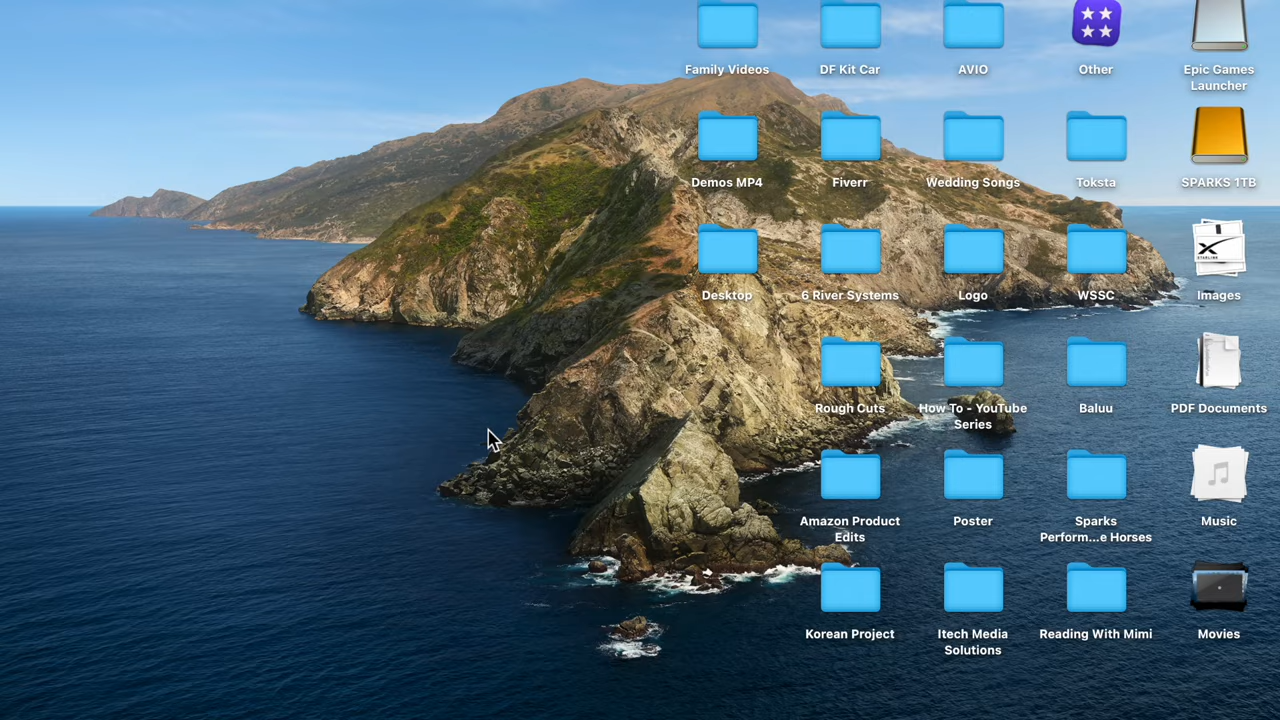 Family Videos
DF Kit Car
AVIO
Other
Epic Games
Launcher
Demos MP4
Fiverr
Wedding Songs
Toksta
SPARKS 1TB
STARLINK
Desktop
6 River Systems
Logo
WSSC
Images
Rough Cuts
How To - YouTube
Series
Baluu
PDF Documents
Amazon Product
Edits
Poster
Sparks
Perform...e Horses
Music
Korean Project
Itech Media
Solutions
Reading With Mimi
Movies